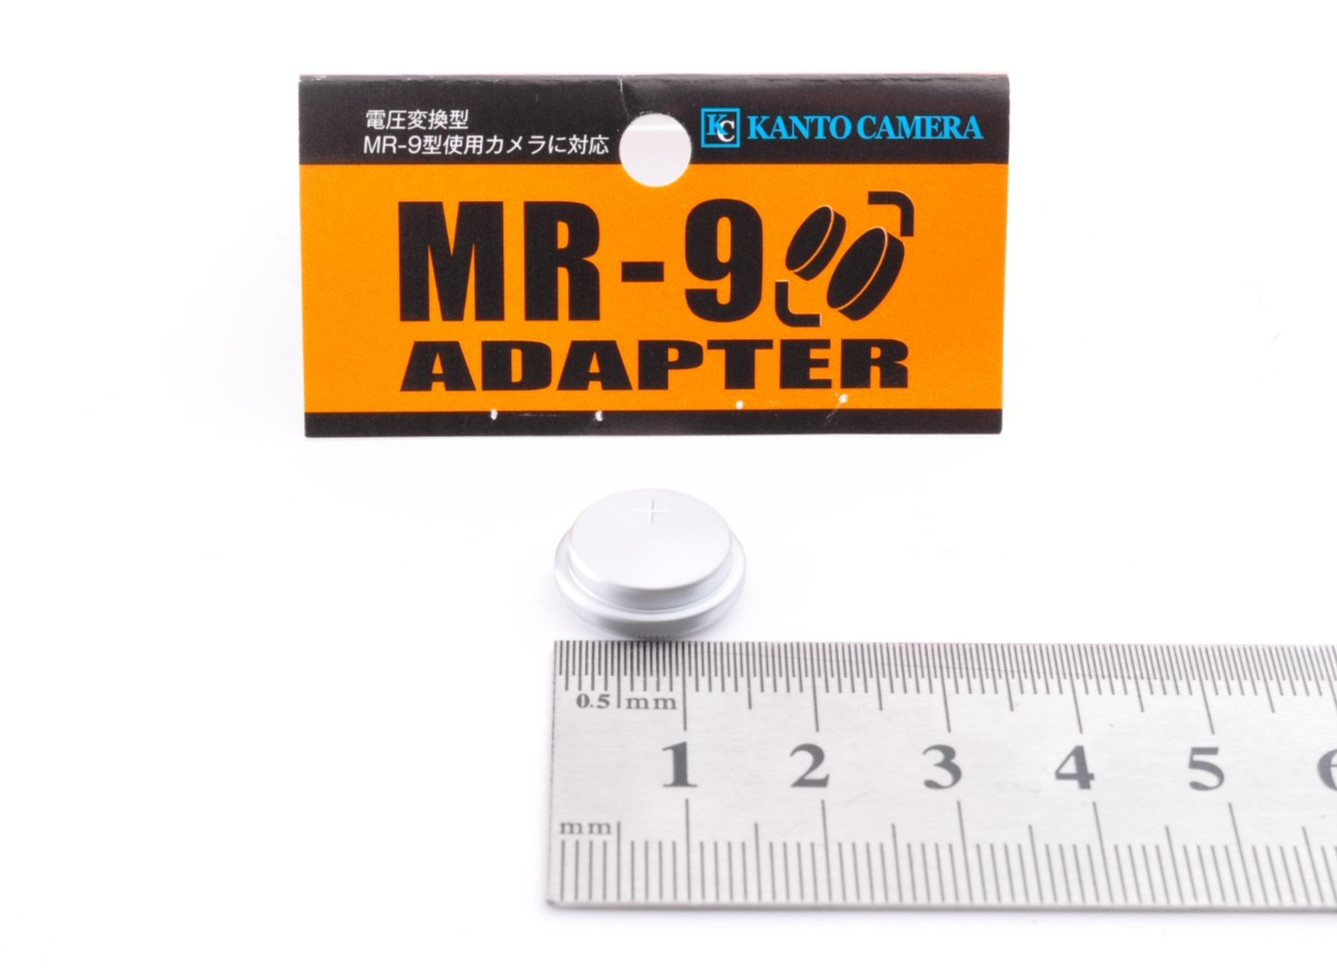 電圧変換型
MR-9型使用カメラに対応
KC KANTO CAMERA
MR-9
ADAPTER
+
0.5 mm
1 2 3 4 5 6
mm